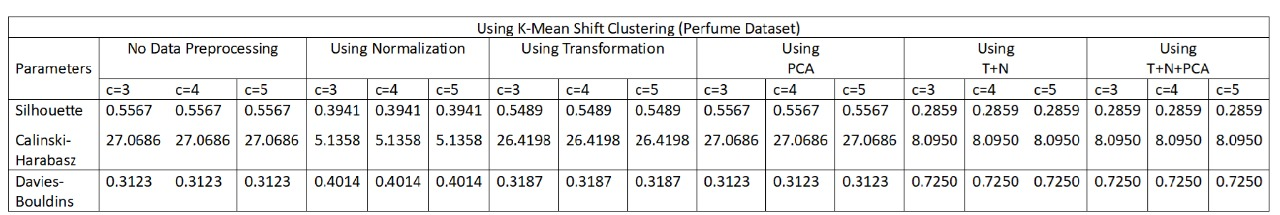 Using K-Mean Shift Clustering (Perfume Dataset)
Parameters No Data Preprocessing Using Normalization Using Transformation Using PCA Using T+N Using T+N+PCA
c=3 c=4 c=5 c=3 c=4 c=5 c=3 c=4 c=5 c=3 c=4 c=5 c=3 c=4 c=5 c=3 c=4 c=5
Silhouette 0.5567 0.5567 0.5567 0.3941 0.3941 0.3941 0.5489 0.5489 0.5489 0.5567 0.5567 0.5567 0.2859 0.2859 0.2859 0.2859 0.2859 0.2859
Calinski-Harabasz 27.0686 27.0686 27.0686 5.1358 5.1358 5.1358 26.4198 26.4198 26.4198 27.0686 27.0686 27.0686 8.0950 8.0950 8.0950 8.0950 8.0950 8.0950
Davies-Bouldins 0.3123 0.3123 0.3123 0.4014 0.4014 0.4014 0.3187 0.3187 0.3187 0.3123 0.3123 0.3123 0.7250 0.7250 0.7250 0.7250 0.7250 0.7250